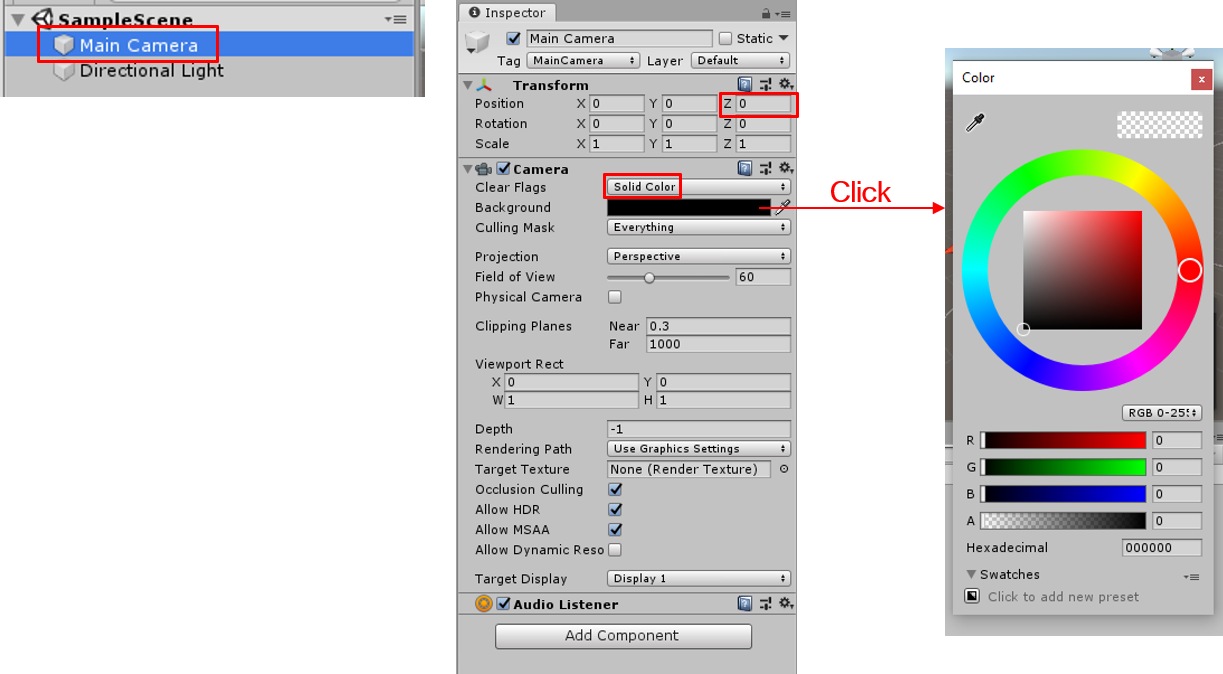 SampleScene
Main Camera
Directional Light
Inspector
Main Camera Static
Tag MainCamera Layer Default
Transform
Position X 0 Y 0 Z 0
Rotation X 0 Y 0 Z 0
Scale X 1 Y 1 Z 1
Camera
Clear Flags Solid Color
Background
Culling Mask Everything
Projection Perspective
Field of View 60
Physical Camera
Clipping Planes Near 0.3
Far 1000
Viewport Rect
X 0 Y 0
W 1 H 1
Depth -1
Rendering Path Use Graphics Settings
Target Texture None (Render Texture)
Occlusion Culling
Allow HDR
Allow MSAA
Allow Dynamic Reso
Target Display Display 1
Audio Listener
Add Component
Click
Color
x
RGB 0-255
R 0
G 0
B 0
A 0
Hexadecimal 000000
Swatches
Click to add new preset